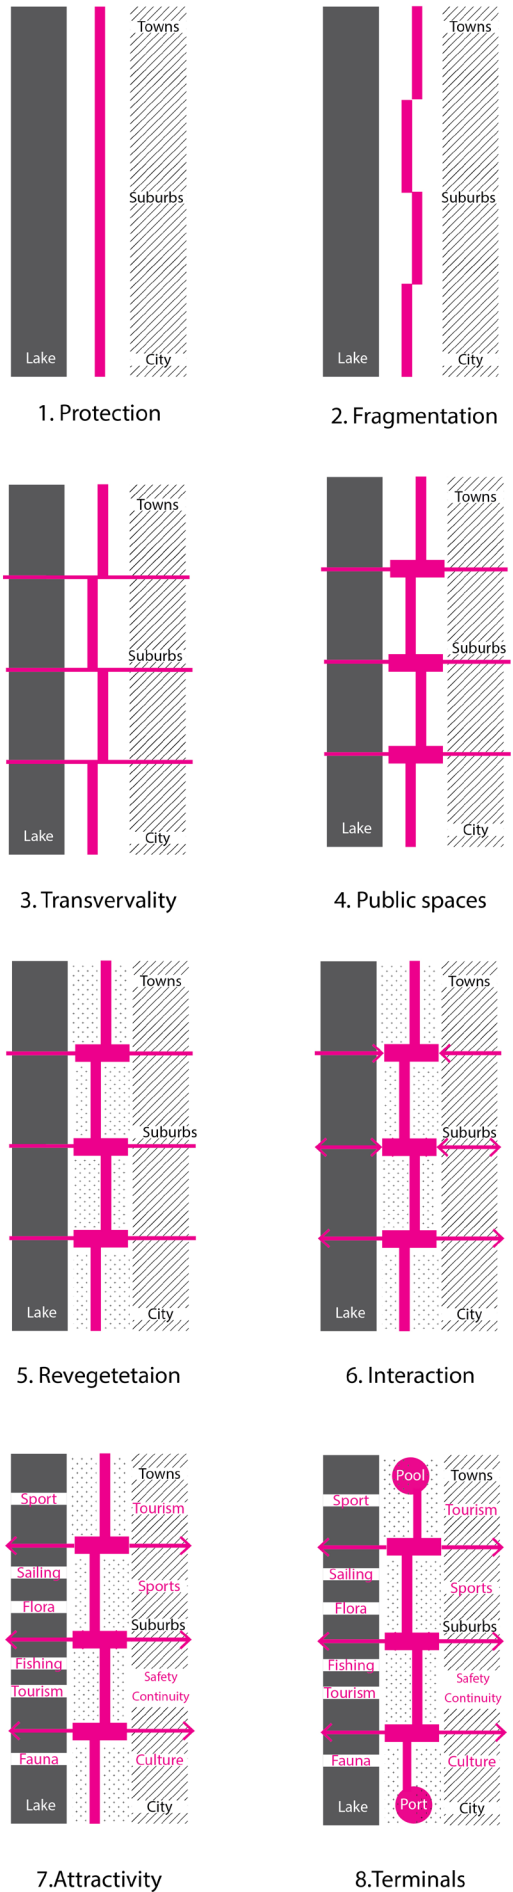 Towns
Suburbs
Lake
City
1. Protection
Towns
Suburbs
Lake
City
2. Fragmentation
Towns
Suburbs
Lake
City
3. Transvervality
Towns
Suburbs
Lake
City
4. Public spaces
Towns
Suburbs
Lake
City
5. Revegetetaion
Towns
Suburbs
Lake
City
6. Interaction
Towns
Sport
Tourism
Sailing
Sports
Flora
Suburbs
Fishing
Safety
Tourism
Continuity
Fauna
Culture
Lake
City
7.Attractivity
Pool
Towns
Sport
Tourism
Sailing
Sports
Flora
Suburbs
Fishing
Safety
Tourism
Continuity
Fauna
Culture
Lake
Port
City
8.Terminals